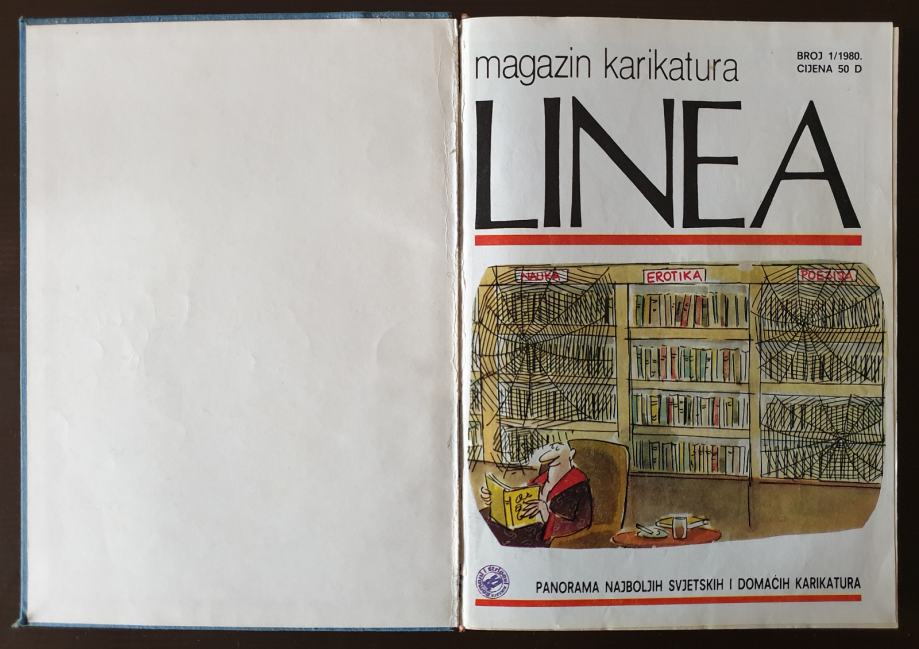 magazin karikatura
BROJ 1/1980.
CIJENA 50 D
LINEA
NAUKA
EROTIKA
POEZIJA
PANORAMA NAJBOLJIH SVJETSKIH I DOMAĆIH KARIKATURA